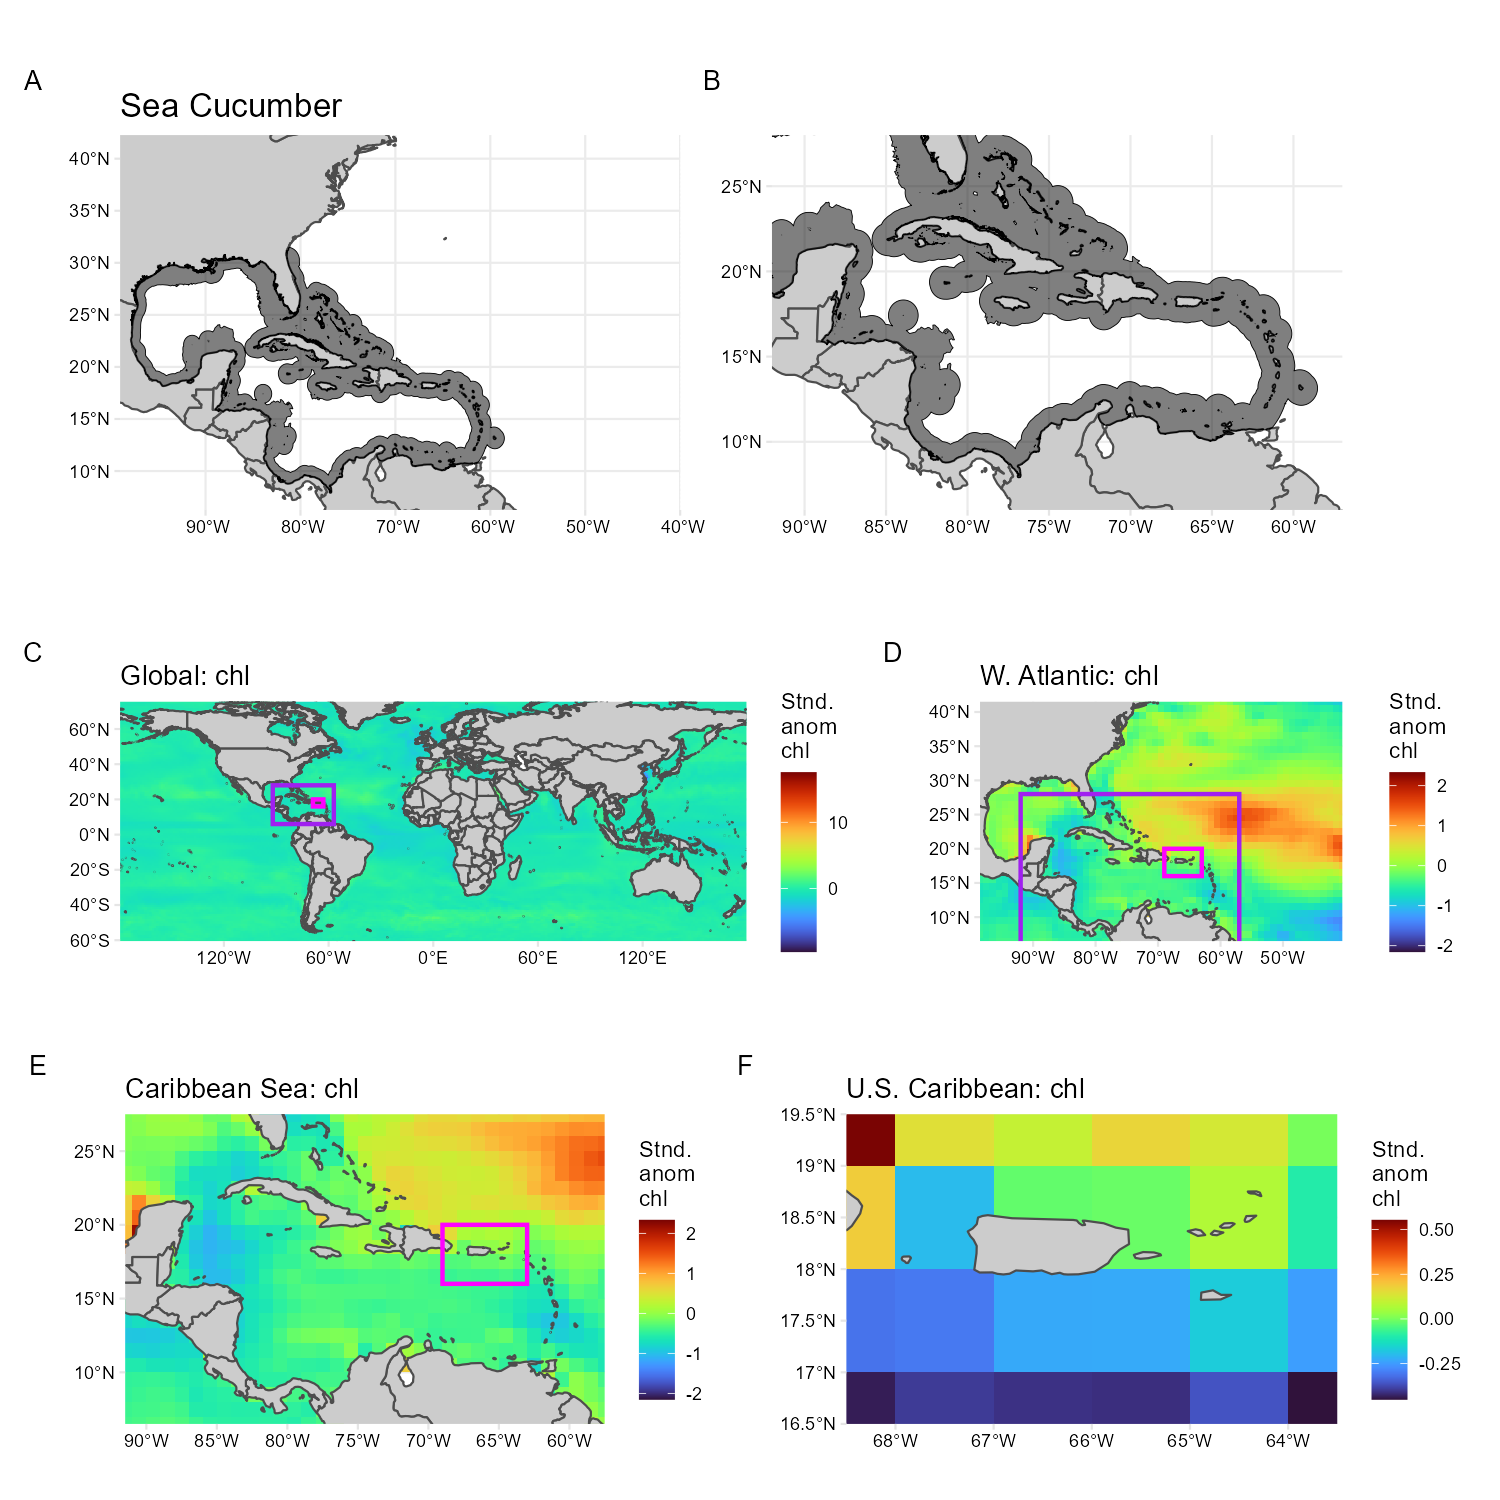 A
B
Sea Cucumber
40°N
35°N
30°N
25°N
20°N
15°N
10°N
90°W 80°W 70°W 60°W 50°W 40°W
25°N
20°N
15°N
10°N
90°W 85°W 80°W 75°W 70°W 65°W 60°W
C
D
Global: chl
60°N
40°N
20°N
0°N
20°S
40°S
60°S
120°W 60°W 0°E 60°E 120°E
Stnd.
anom
chl
10
0
W. Atlantic: chl
40°N
35°N
30°N
25°N
20°N
15°N
10°N
90°W 80°W 70°W 60°W 50°W
Stnd.
anom
chl
2
1
0
-1
-2
E
F
Caribbean Sea: chl
25°N
20°N
15°N
10°N
90°W 85°W 80°W 75°W 70°W 65°W 60°W
Stnd.
anom
chl
2
1
0
-1
-2
U.S. Caribbean: chl
19.5°N
19°N
18.5°N
18°N
17.5°N
17°N
16.5°N
68°W 67°W 66°W 65°W 64°W
Stnd.
anom
chl
0.50
0.25
0.00
-0.25